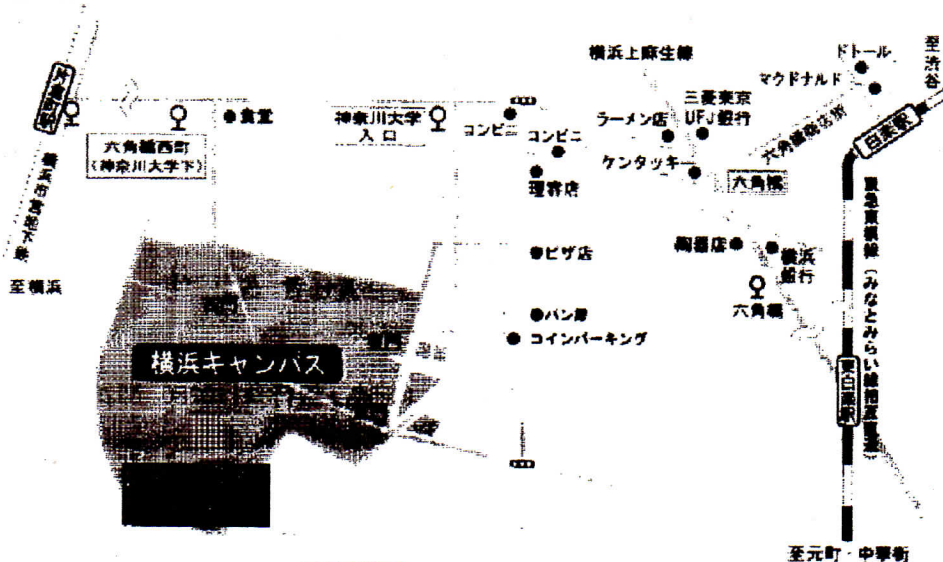 横浜上麻生線
ドトール
マクドナルド
至渋谷
片倉町駅
三菱東京
UFJ銀行
ラーメン店
食堂
神奈川大学
入口
コンビニ
コンビニ
六角橋商店街
白楽駅
六角橋西町
(神奈川大学下)
ケンタッキー
六角橋
理容店
横浜市営地下鉄
東急東横線(みなとみらい線相互直通)
陶器店
横浜
銀行
ピザ店
至横浜
六角橋
パン屋
コインパーキング
横浜キャンパス
東白楽駅
至元町・中華街